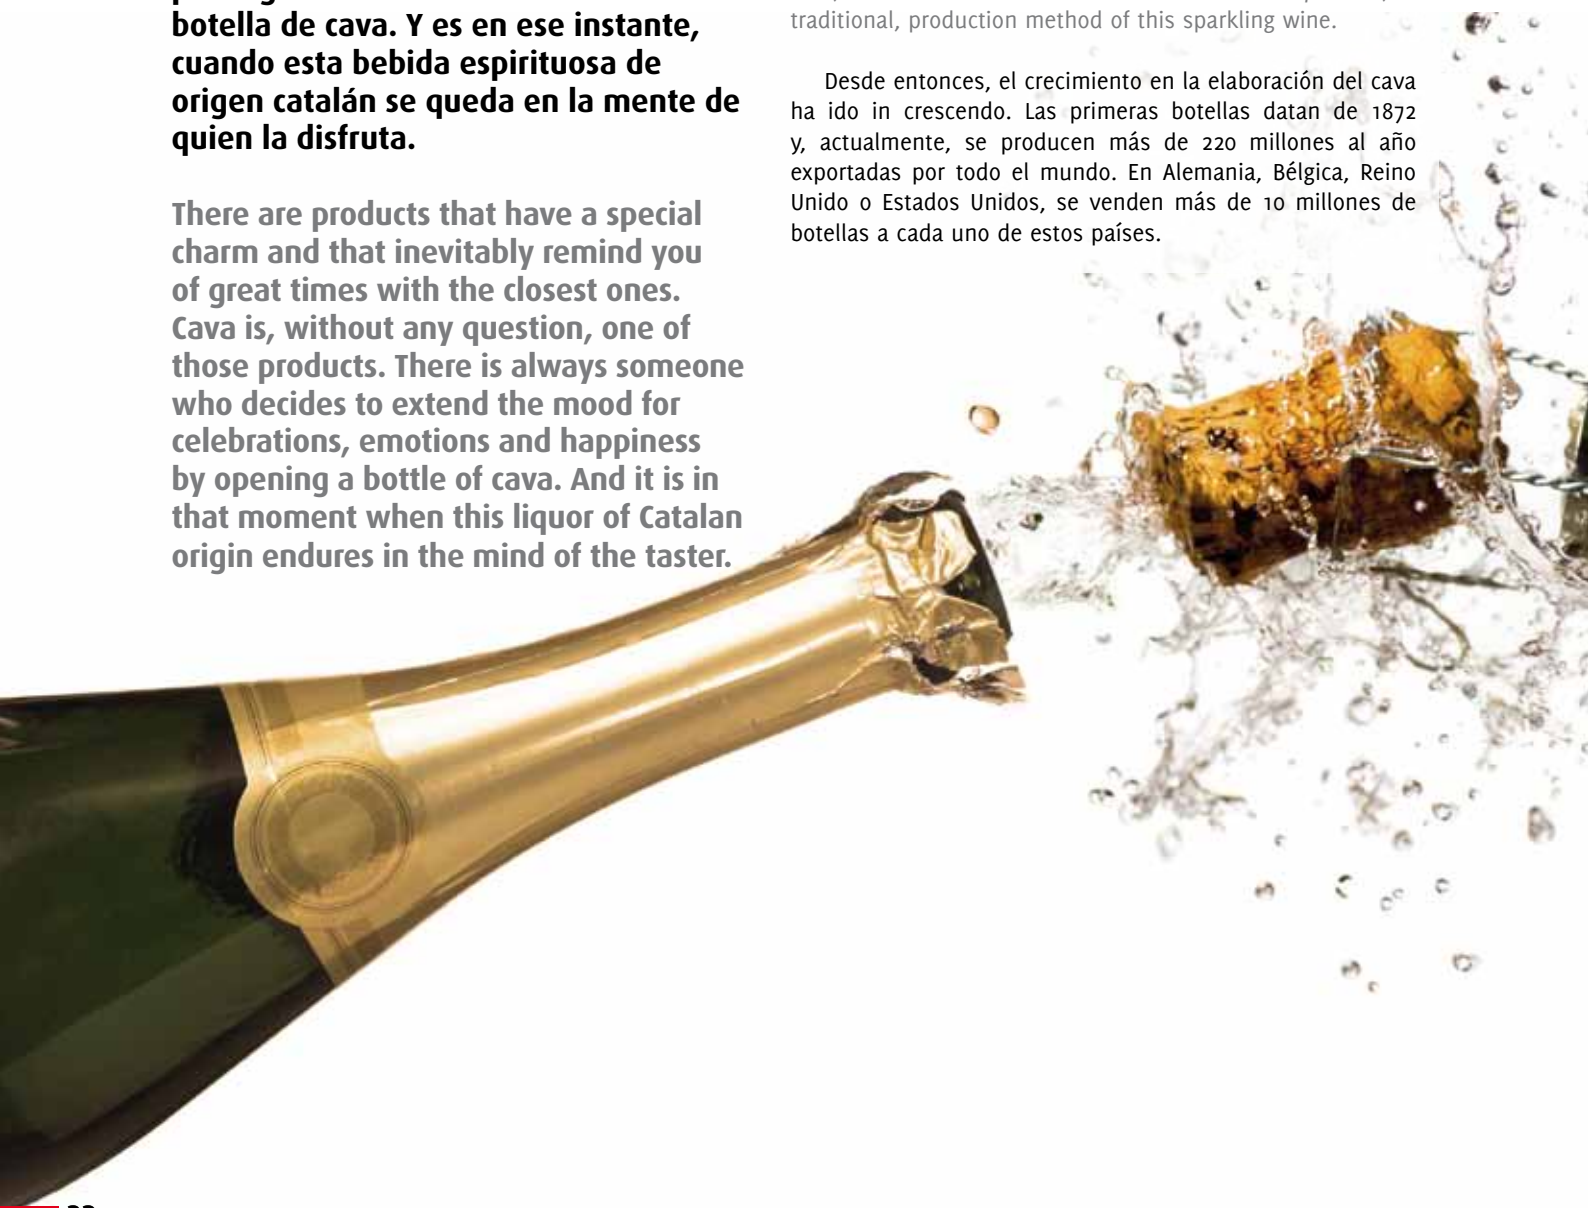 botella de cava. Y es en ese instante,
cuando esta bebida espirituosa de
origen catalán se queda en la mente de
quien la disfruta.
There are products that have a special
charm and that inevitably remind you
of great times with the closest ones.
Cava is, without any question, one of
those products. There is always someone
who decides to extend the mood for
celebrations, emotions and happiness
by opening a bottle of cava. And it is in
that moment when this liquor of Catalan
origin endures in the mind of the taster.
traditional, production method of this sparkling wine.
Desde entonces, el crecimiento en la elaboración del cava
ha ido in crescendo. Las primeras botellas datan de 1872
y, actualmente, se producen más de 220 millones al año
exportadas por todo el mundo. En Alemania, Bélgica, Reino
Unido o Estados Unidos, se venden más de 10 millones de
botellas a cada uno de estos países.